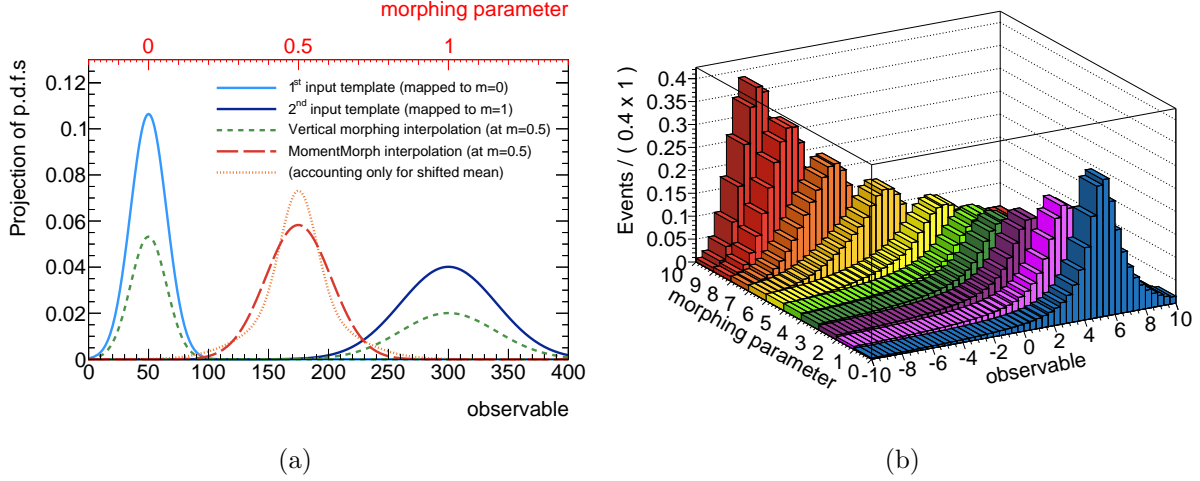 morphing parameter
0 0.5 1
Projection of p.d.f.s
0.12
0.1
0.08
0.06
0.04
0.02
0
1st input template (mapped to m=0)
2nd input template (mapped to m=1)
Vertical morphing interpolation (at m=0.5)
MomentMorph interpolation (at m=0.5)
(accounting only for shifted mean)
0 50 100 150 200 250 300 350 400
observable
(a)
Events / ( 0.4 x 1 )
0.4
0.35
0.3
0.25
0.2
0.15
0.1
0.05
0
10 9 8 7 6 5 4 3 2 1 0
morphing parameter
-10 -8 -6 -4 -2 0 2 4 6 8 10
observable
(b)